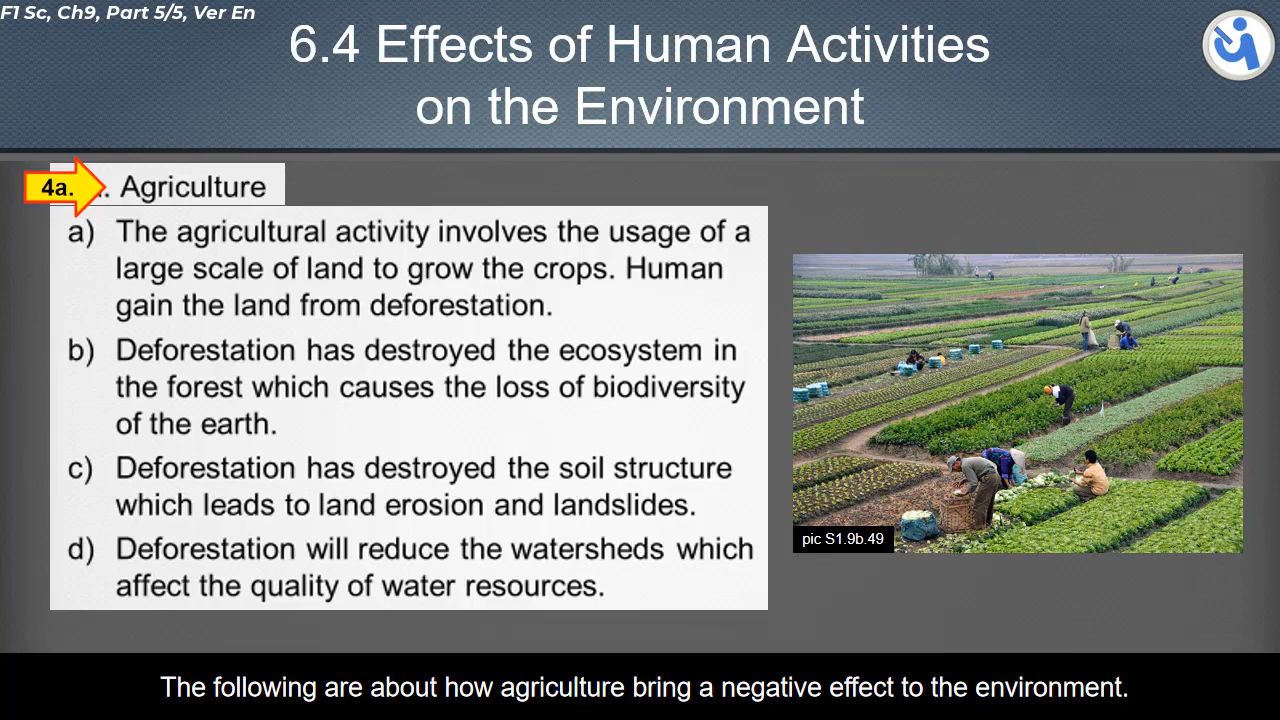 F1 Sc, Ch9, Part 5/5, Ver En
6.4 Effects of Human Activities
on the Environment
4a. . Agriculture
a) The agricultural activity involves the usage of a
large scale of land to grow the crops. Human
gain the land from deforestation.
b) Deforestation has destroyed the ecosystem in
the forest which causes the loss of biodiversity
of the earth.
c) Deforestation has destroyed the soil structure
which leads to land erosion and landslides.
d) Deforestation will reduce the watersheds which
affect the quality of water resources.
pic S1.9b.49
The following are about how agriculture bring a negative effect to the environment.